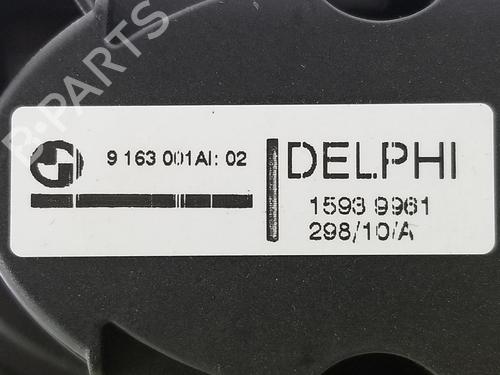 B-PARTS
9 163 001AI: 02
DELPHI
1593 9961
298/10/A